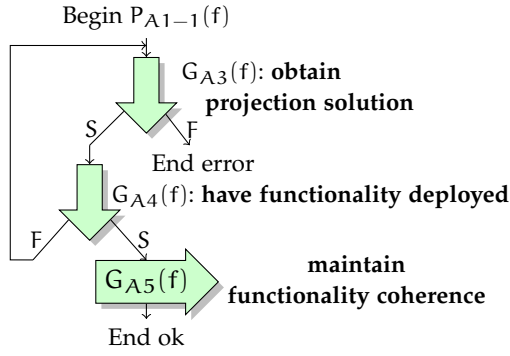 Begin P_{A1−1}(f)
G_{A3}(f): obtain
projection solution
S
F
End error
G_{A4}(f): have functionality deployed
F
S
G_{A5}(f)
maintain
functionality coherence
End ok